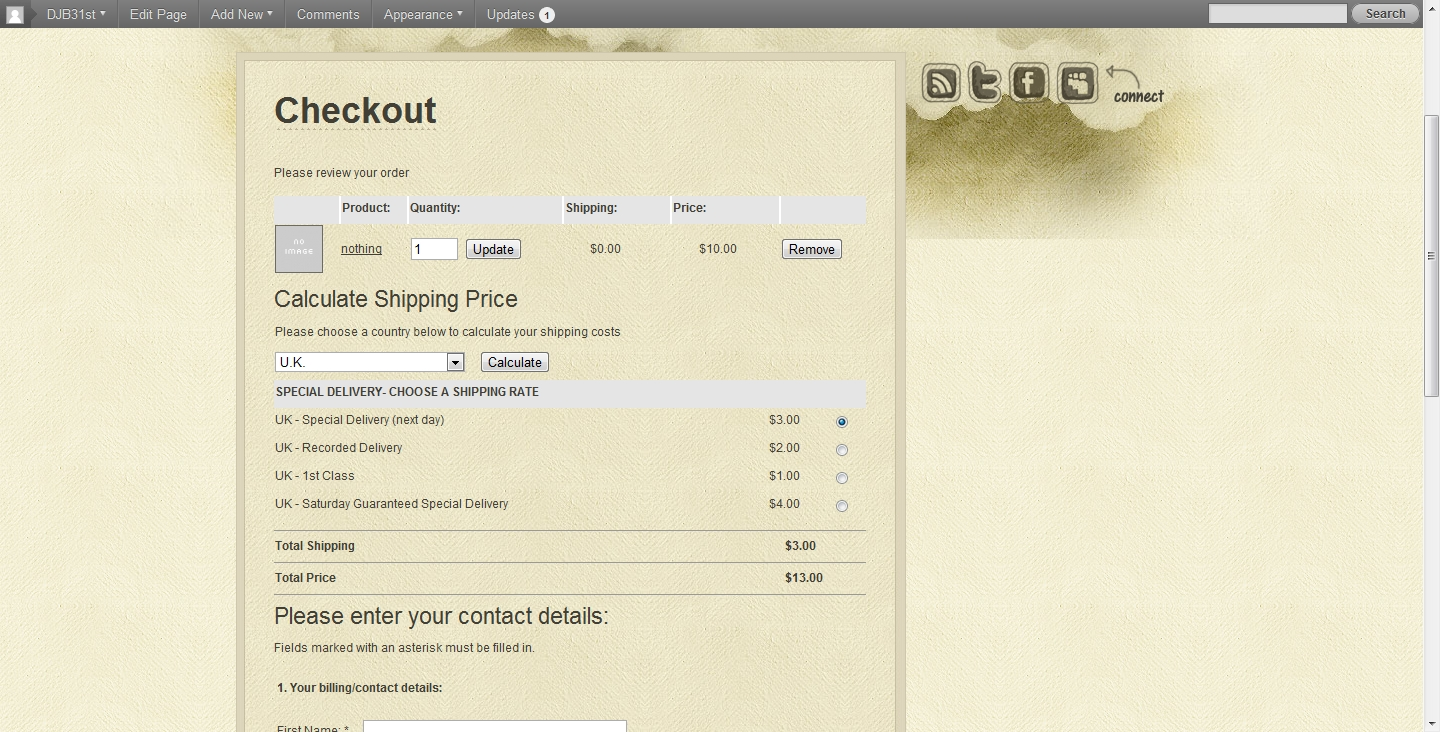 DJB31st Edit Page Add New Comments Appearance Updates 1 Search
connect
Checkout
Please review your order
Product: Quantity: Shipping: Price:
no image nothing 1 Update $0.00 $10.00 Remove
Calculate Shipping Price
Please choose a country below to calculate your shipping costs
U.K. Calculate
SPECIAL DELIVERY- CHOOSE A SHIPPING RATE
UK - Special Delivery (next day) $3.00
UK - Recorded Delivery $2.00
UK - 1st Class $1.00
UK - Saturday Guaranteed Special Delivery $4.00
Total Shipping $3.00
Total Price $13.00
Please enter your contact details:
Fields marked with an asterisk must be filled in.
1. Your billing/contact details:
First Name: *